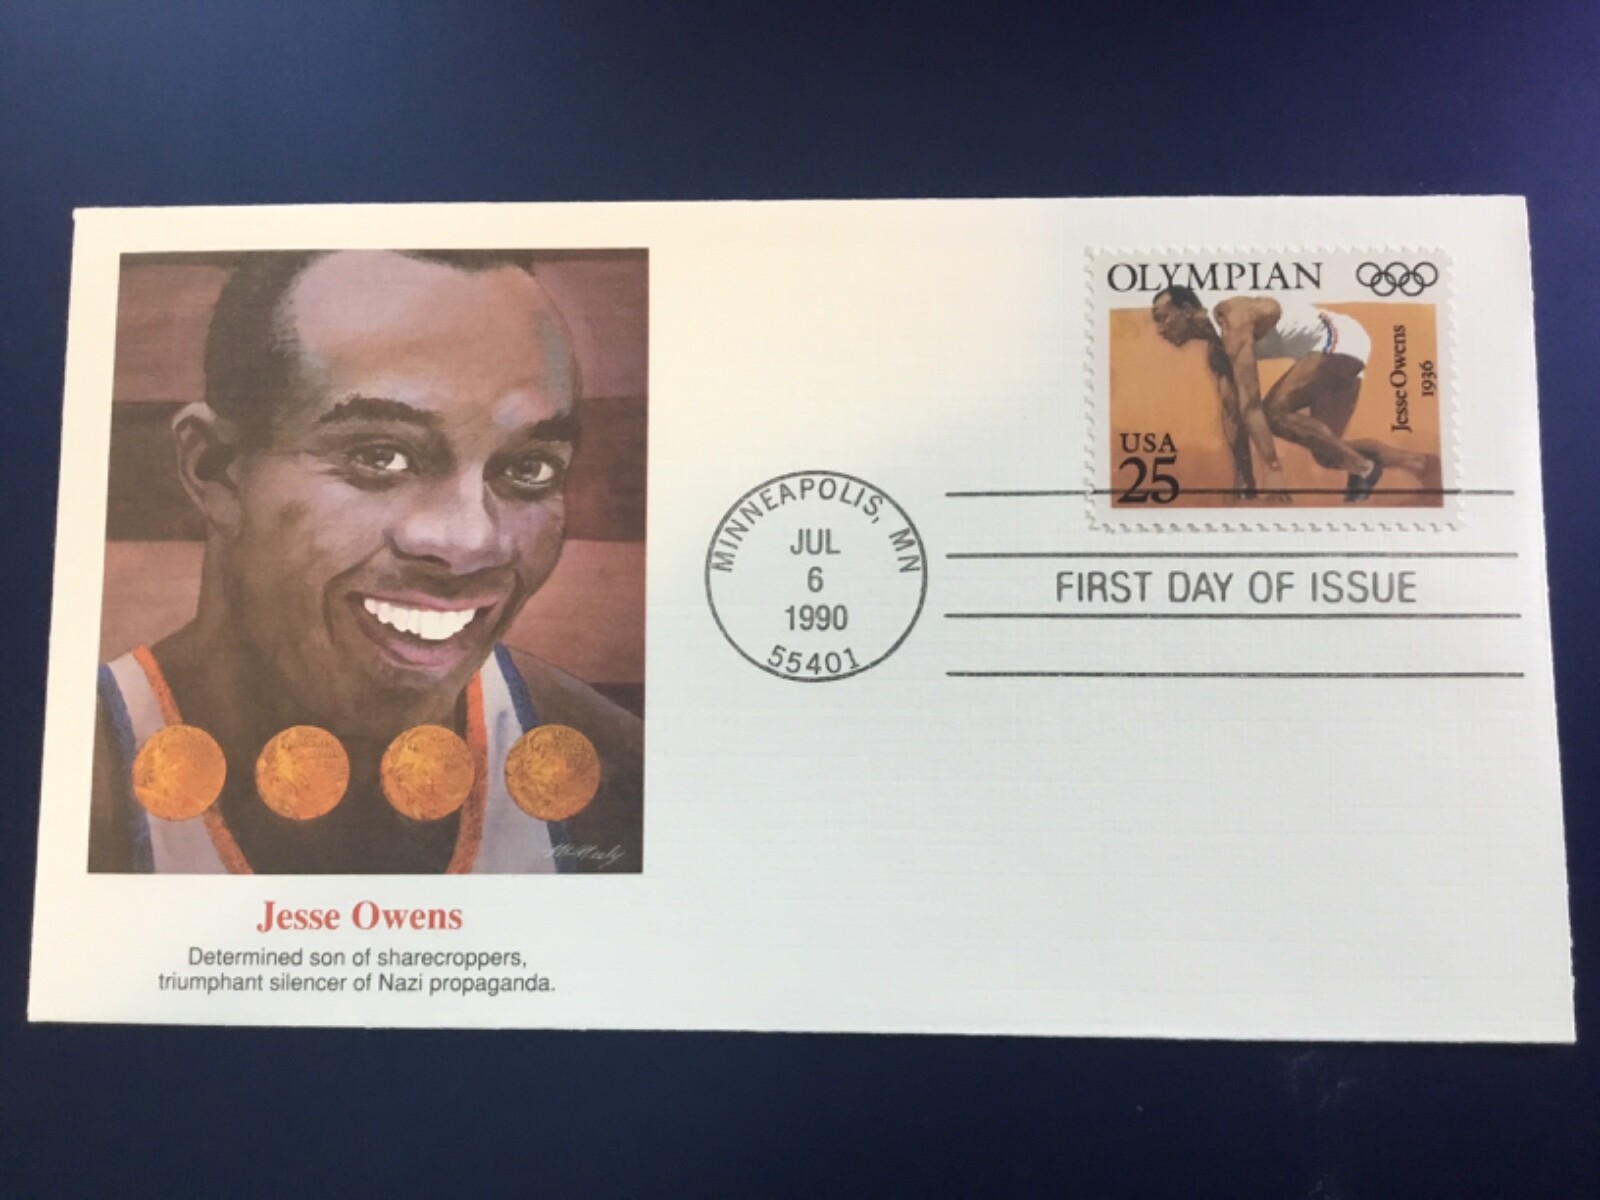 OLYMPIAN
Jesse Owens
1936
USA
25
MINNEAPOLIS, MN
JUL
6
1990
55401
FIRST DAY OF ISSUE
Jesse Owens
Determined son of sharecroppers,
triumphant silencer of Nazi propaganda.